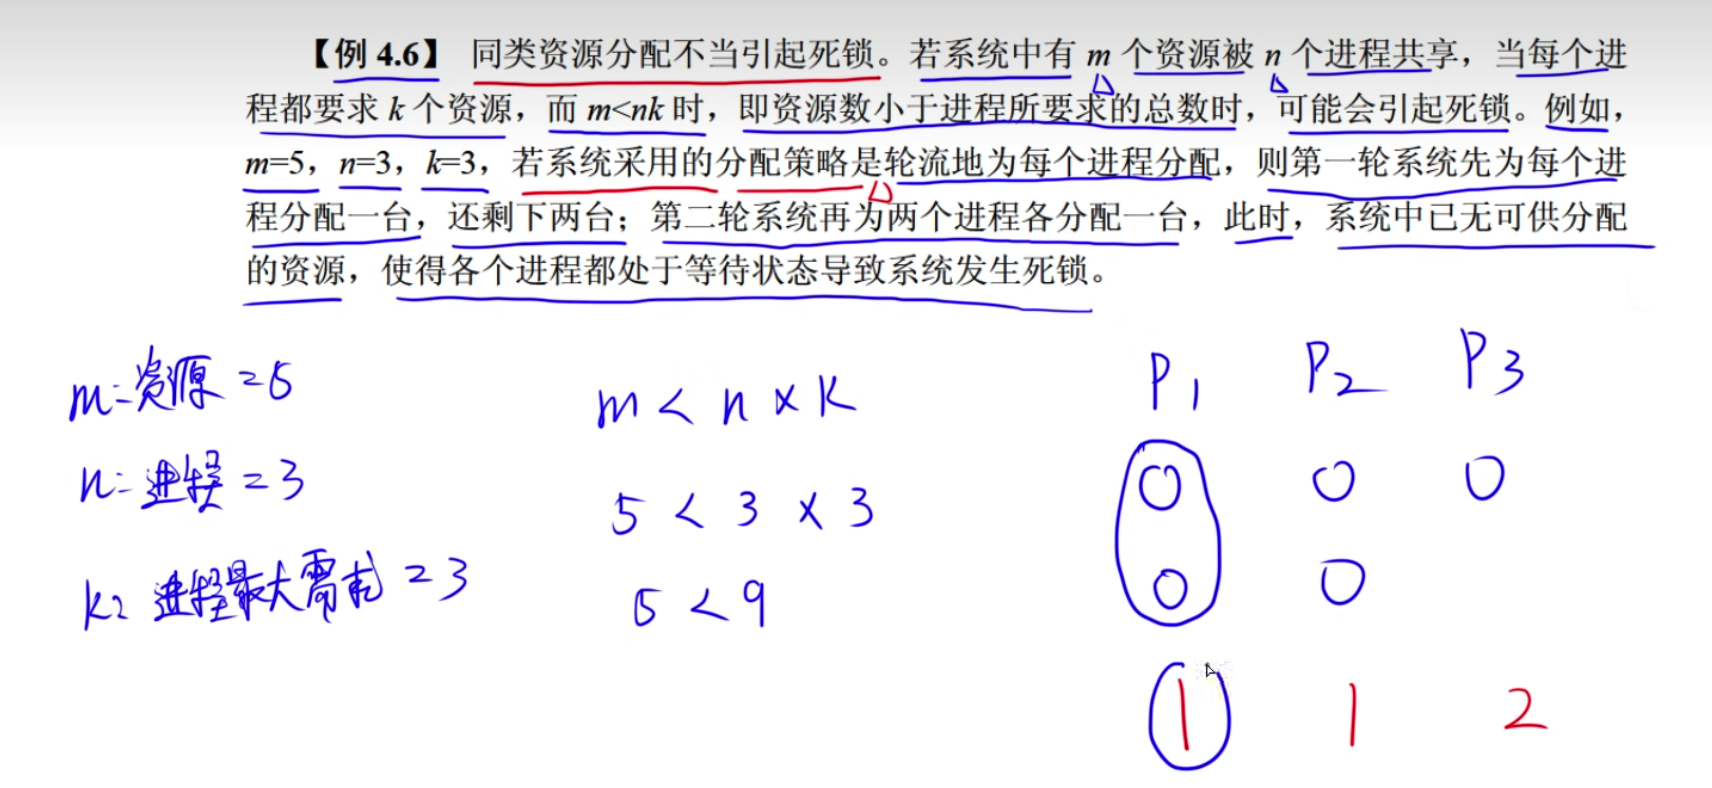 【例 4.6】 同类资源分配不当引起死锁。若系统中有 m 个资源被 n 个进程共享，当每个进
程都要求 k 个资源，而 m<nk 时，即资源数小于进程所要求的总数时，可能会引起死锁。例如，
m=5，n=3，k=3，若系统采用的分配策略是轮流地为每个进程分配，则第一轮系统先为每个进
程分配一台，还剩下两台；第二轮系统再为两个进程各分配一台，此时，系统中已无可供分配
的资源，使得各个进程都处于等待状态导致系统发生死锁。
m=资源=5
n=进程=3
k=进程最大需求=3
m < n × k
5 < 3 × 3
5 < 9
P1 P2 P3
0 0 0
0 0
1 1 2